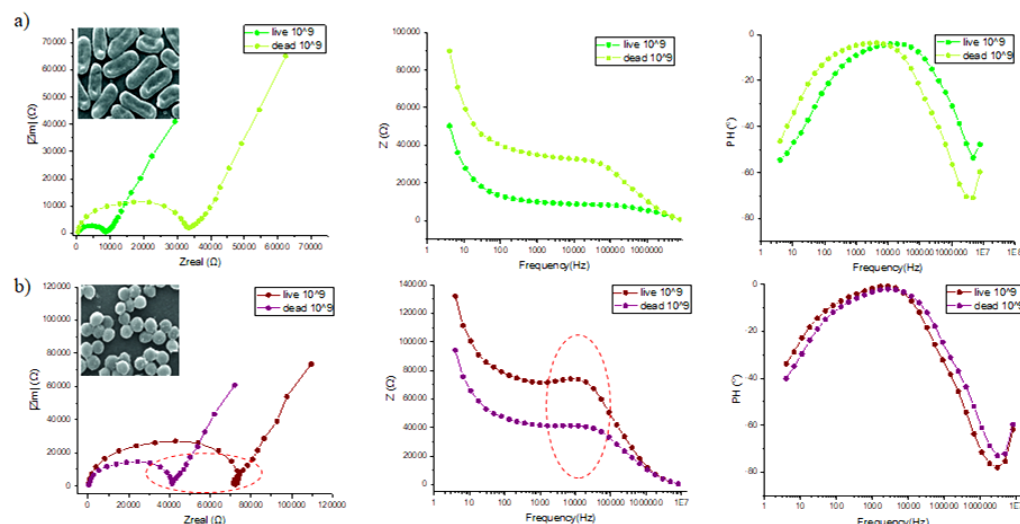 a)
70000
60000
50000
40000
30000
20000
10000
0
|Zim| (Ω)
live 10^9
dead 10^9
0 10000 20000 30000 40000 50000 60000 70000
Zreal (Ω)
100000
80000
60000
40000
20000
0
Z (Ω)
live 10^9
dead 10^9
1 10 100 1000 10000 100000 1000000
Frequency(Hz)
0
-20
-40
-60
-80
PH (°)
live 10^9
dead 10^9
1 10 100 1000 10000 100000 1000000 1E7 1E8
Frequency (Hz)
b)
120000
100000
80000
60000
40000
20000
0
|Zim| (Ω)
live 10^9
dead 10^9
0 20000 40000 60000 80000 100000 120000
Zreal (Ω)
140000
120000
100000
80000
60000
40000
20000
0
Z (Ω)
live 10^9
dead 10^9
1 10 100 1000 10000 100000 1000000 1E7
Frequency(Hz)
0
-20
-40
-60
-80
PH (°)
live 10^9
dead 10^9
1 10 100 1000 10000 100000 1000000 1E7
Frequency (Hz)